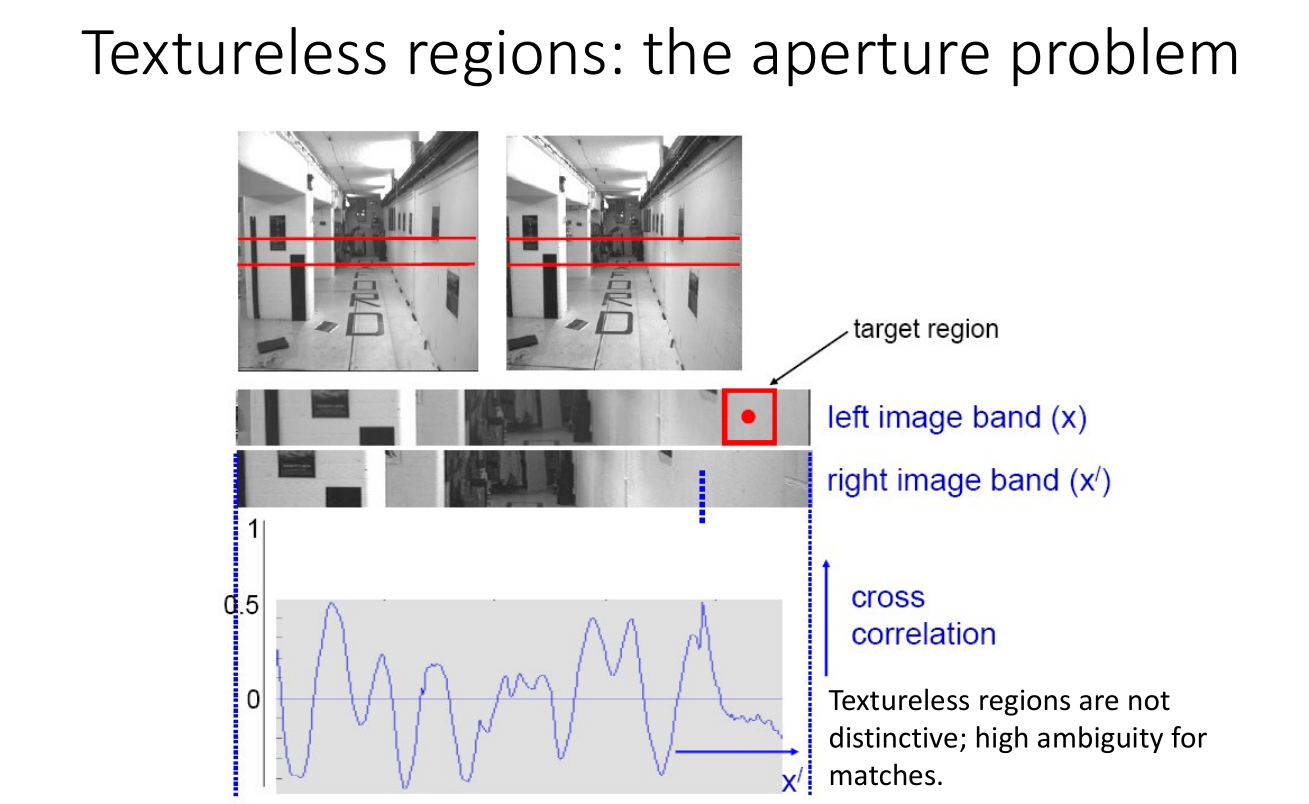 Textureless regions: the aperture problem
target region
left image band (x)
right image band (x/)
1
0.5
0
cross
correlation
Textureless regions are not
distinctive; high ambiguity for
matches.
x/